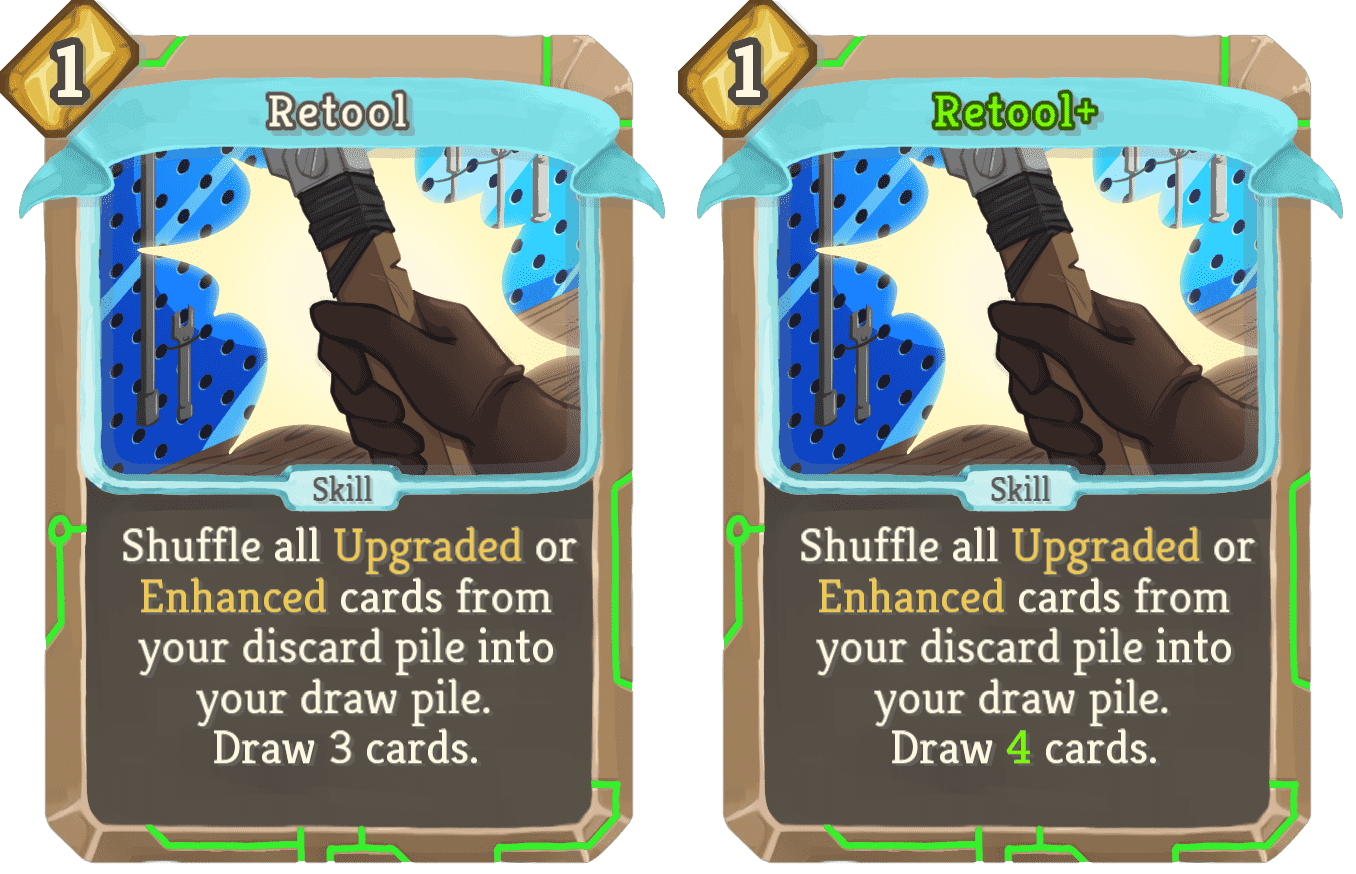 1
Retool
Skill
Shuffle all Upgraded or
Enhanced cards from
your discard pile into
your draw pile.
Draw 3 cards.
1
Retool+
Skill
Shuffle all Upgraded or
Enhanced cards from
your discard pile into
your draw pile.
Draw 4 cards.